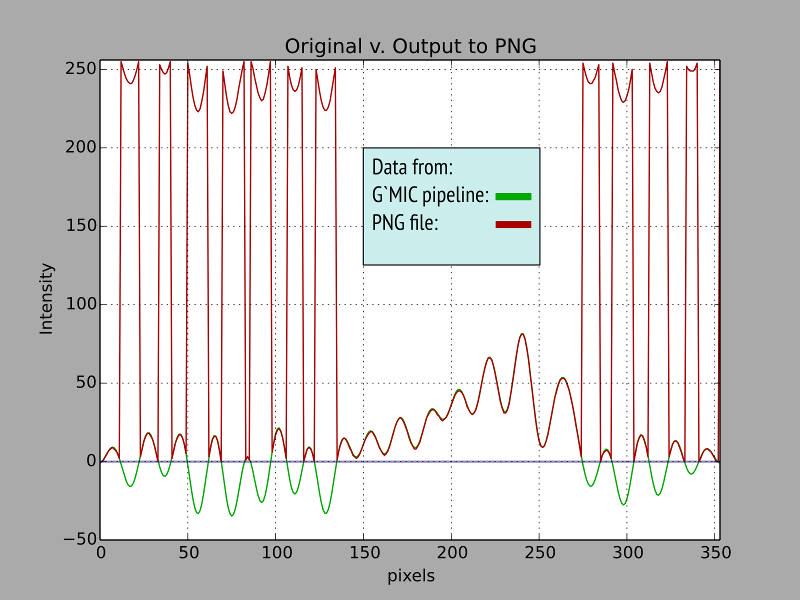 Original v. Output to PNG
250
200
150
100
50
0
−50
Intensity
Data from:
G`MIC pipeline:
PNG file:
0 50 100 150 200 250 300 350
pixels